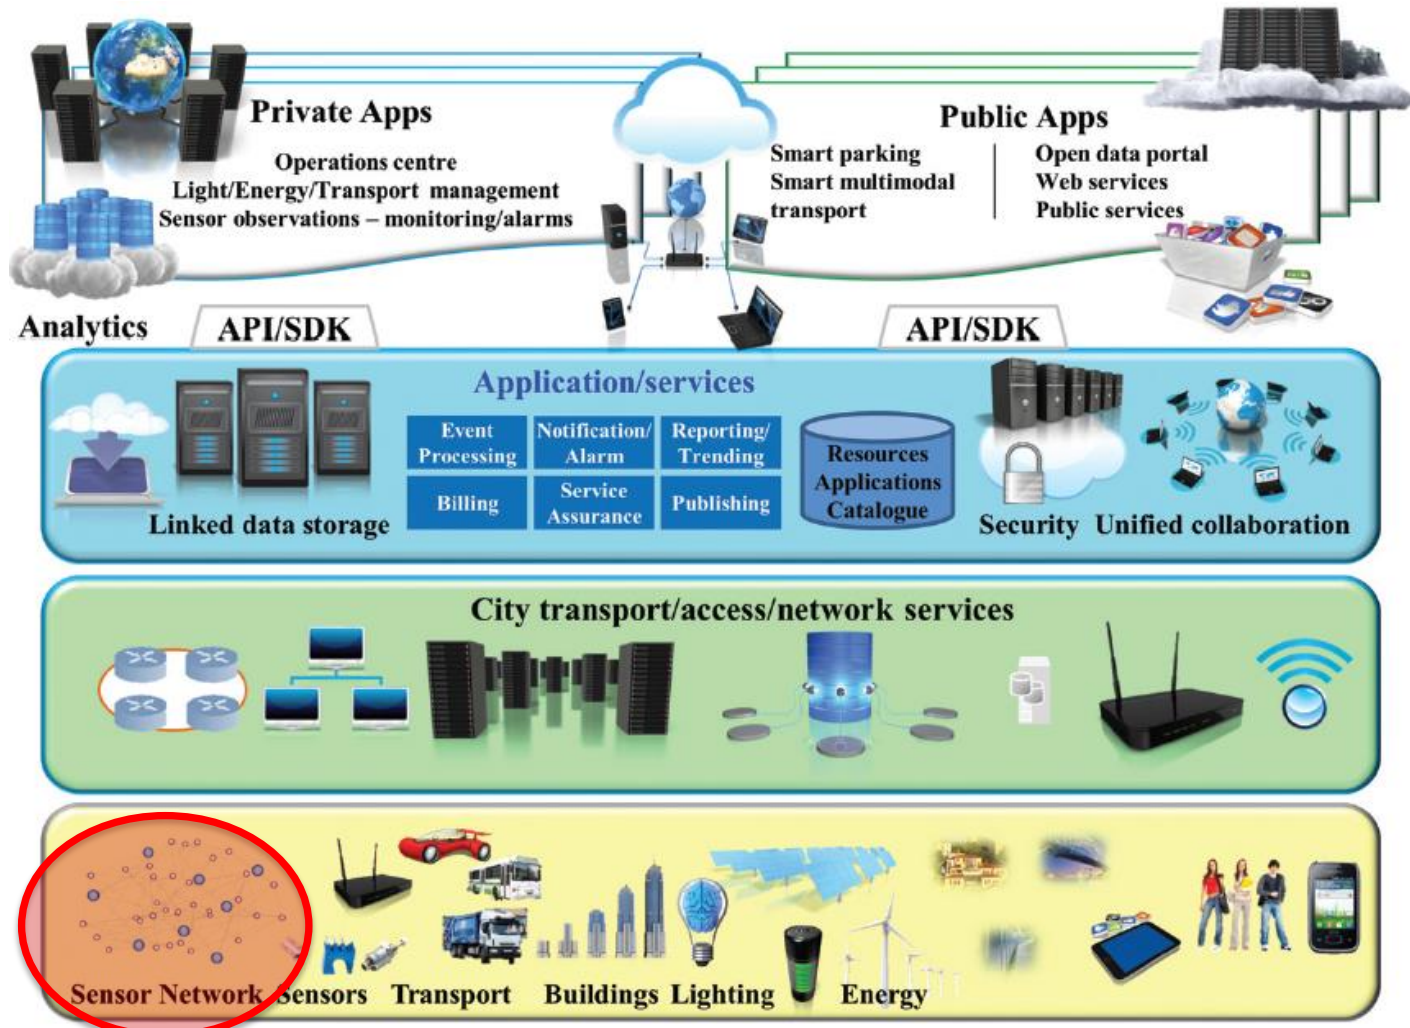 Private Apps
Operations centre
Light/Energy/Transport management
Sensor observations – monitoring/alarms
Public Apps
Smart parking
Smart multimodal
transport
Open data portal
Web services
Public services
Analytics
API/SDK
API/SDK
Application/services
Event
Processing
Notification/
Alarm
Reporting/
Trending
Billing
Service
Assurance
Publishing
Resources
Applications
Catalogue
Linked data storage
Security
Unified collaboration
City transport/access/network services
Sensor Network
Sensors
Transport
Buildings
Lighting
Energy